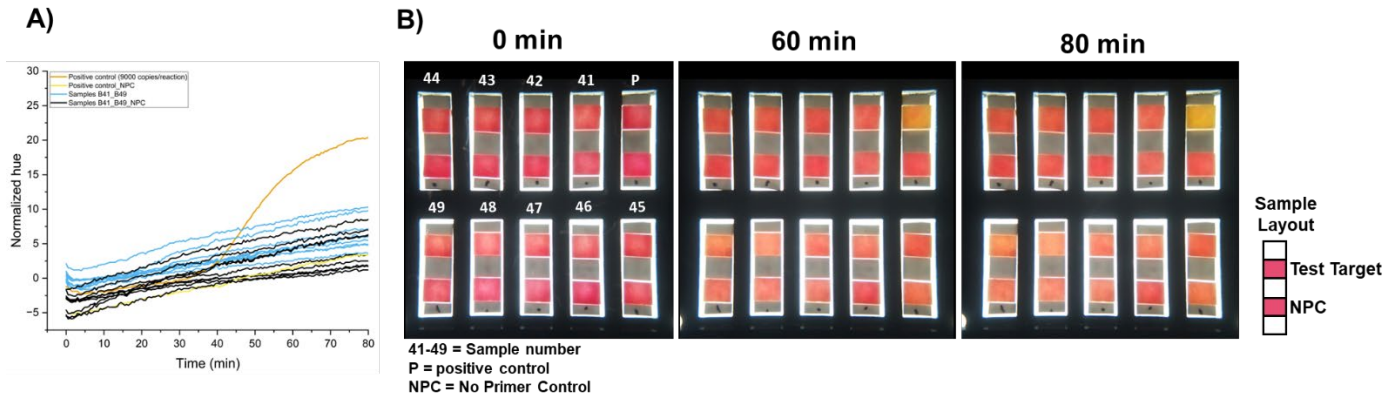 A)
30
25
20
15
10
5
0
−5
0 10 20 30 40 50 60 70 80
Normalized hue
Time (min)
Positive control (9000 copies/reaction)
Positive control_NPC
Samples B41_B49
Samples B41_B49_NPC
B)
0 min
60 min
80 min
44 43 42 41 P
49 48 47 46 45
41-49 = Sample number
P = positive control
NPC = No Primer Control
Sample
Layout
Test Target
NPC